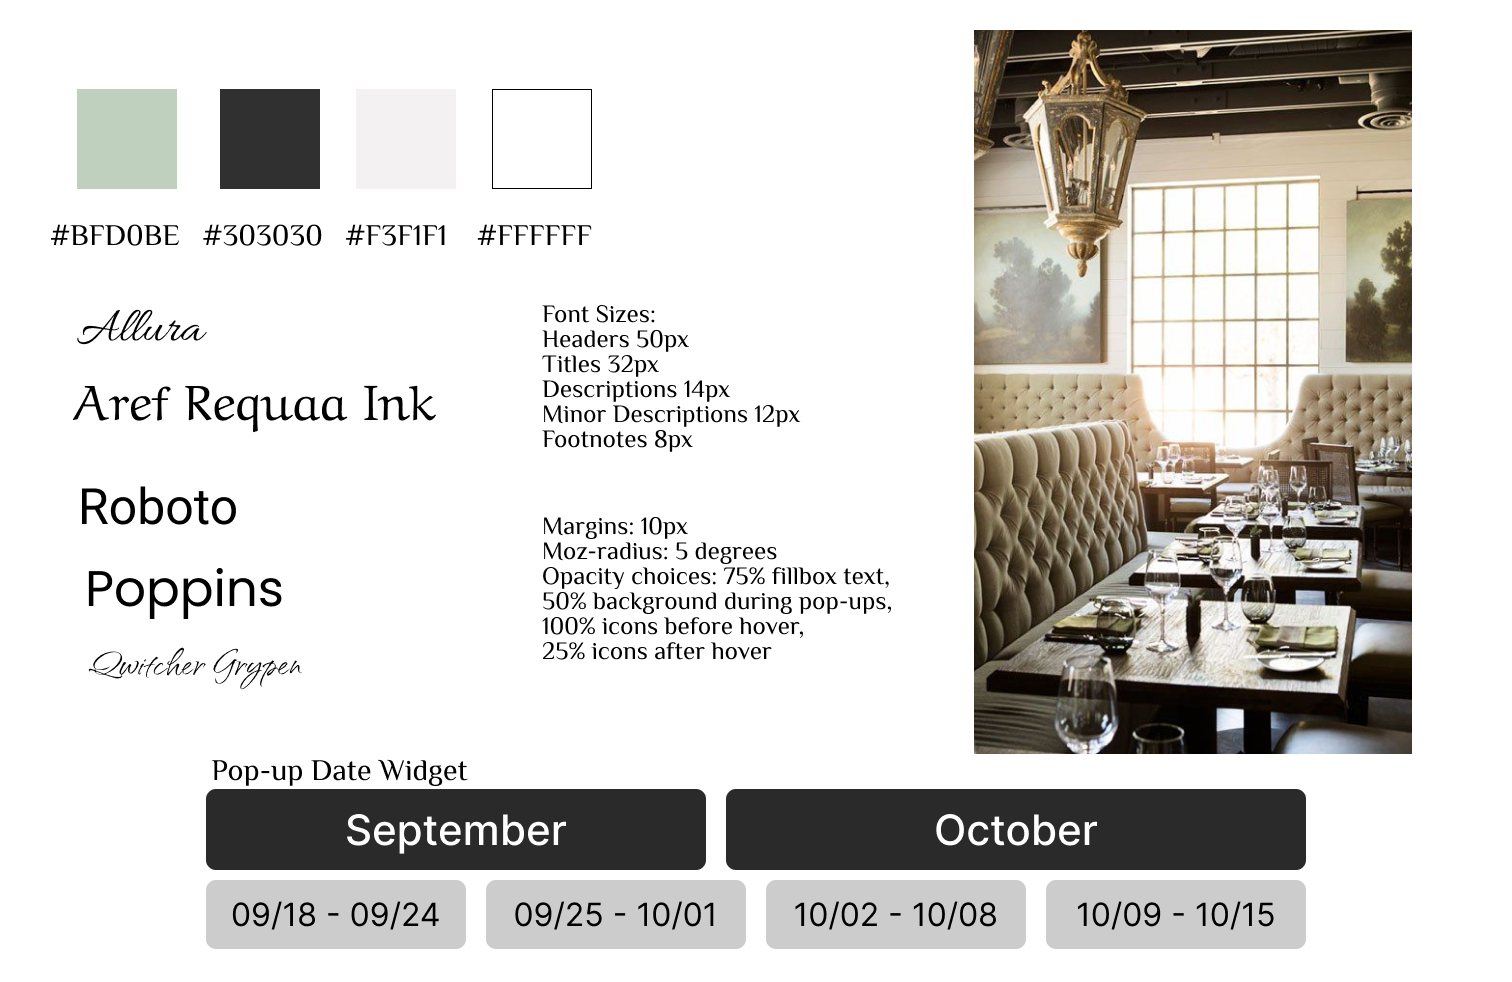 #BFD0BE #303030 #F3F1F1 #FFFFFF
Allura
Aref Requaa Ink
Roboto
Poppins
Qwitcher Grypen
Font Sizes:
Headers 50px
Titles 32px
Descriptions 14px
Minor Descriptions 12px
Footnotes 8px
Margins: 10px
Moz-radius: 5 degrees
Opacity choices: 75% fillbox text,
50% background during pop-ups,
100% icons before hover,
25% icons after hover
Pop-up Date Widget
September October
09/18 - 09/24 09/25 - 10/01 10/02 - 10/08 10/09 - 10/15